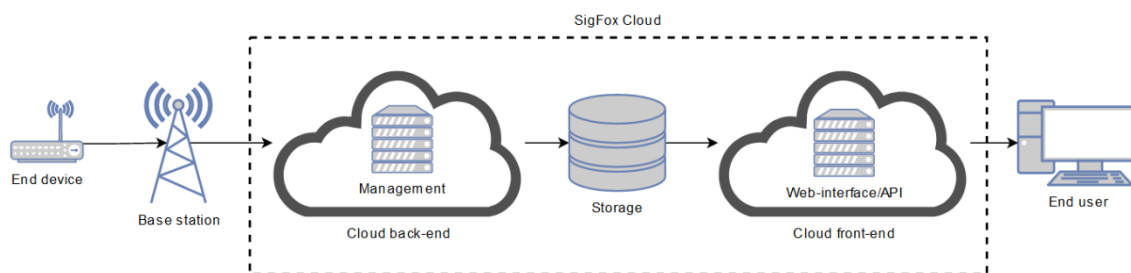 SigFox Cloud
End device
Base station
Management
Cloud back-end
Storage
Web-interface/API
Cloud front-end
End user